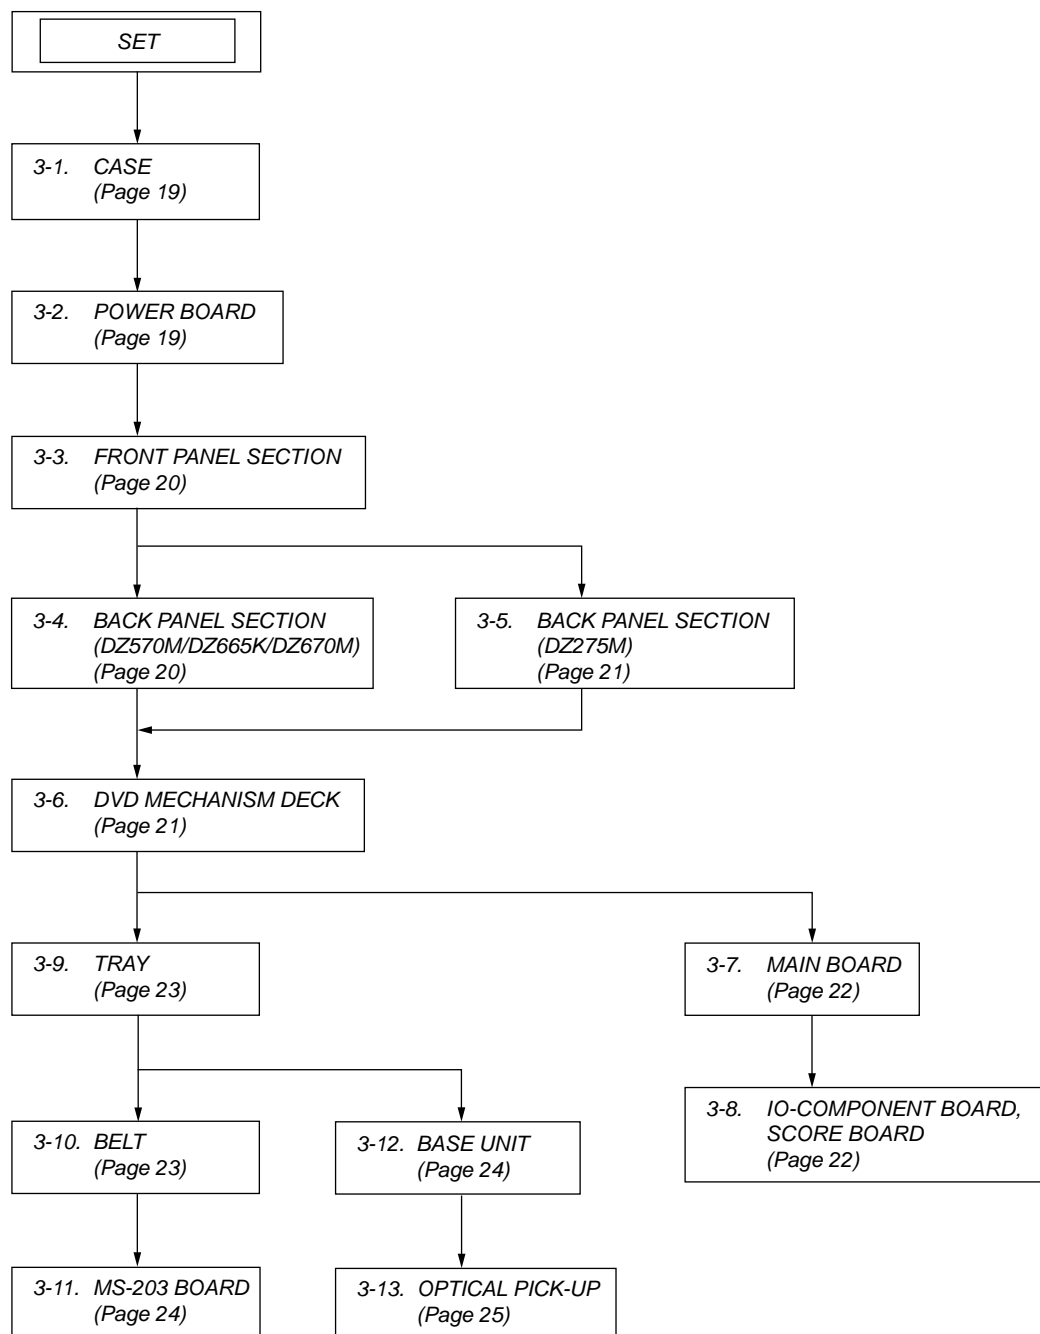 SET
3-1. CASE
(Page 19)
3-2. POWER BOARD
(Page 19)
3-3. FRONT PANEL SECTION
(Page 20)
3-4. BACK PANEL SECTION
(DZ570M/DZ665K/DZ670M)
(Page 20)
3-5. BACK PANEL SECTION
(DZ275M)
(Page 21)
3-6. DVD MECHANISM DECK
(Page 21)
3-9. TRAY
(Page 23)
3-7. MAIN BOARD
(Page 22)
3-8. IO-COMPONENT BOARD,
SCORE BOARD
(Page 22)
3-10. BELT
(Page 23)
3-12. BASE UNIT
(Page 24)
3-11. MS-203 BOARD
(Page 24)
3-13. OPTICAL PICK-UP
(Page 25)